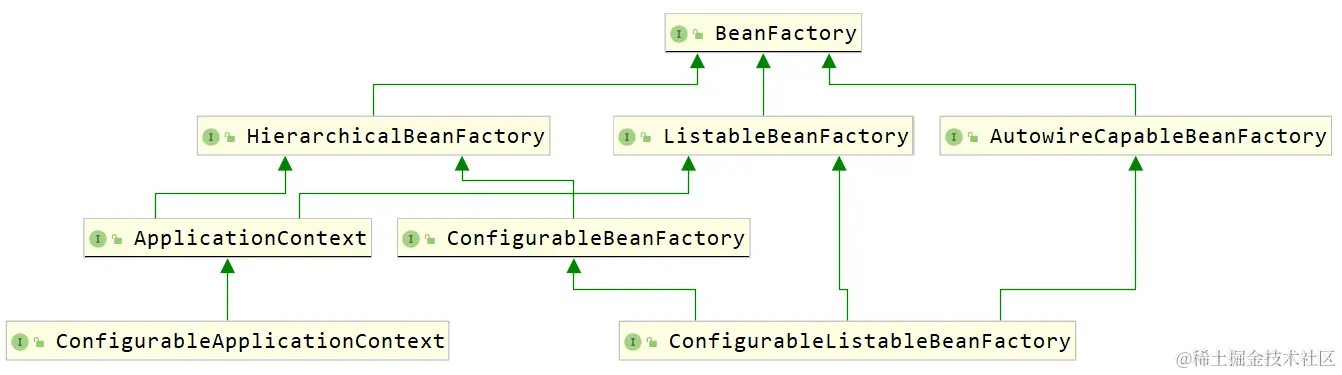 BeanFactory
HierarchicalBeanFactory
ListableBeanFactory
AutowireCapableBeanFactory
ApplicationContext
ConfigurableBeanFactory
ConfigurableApplicationContext
ConfigurableListableBeanFactory
@稀土掘金技术社区